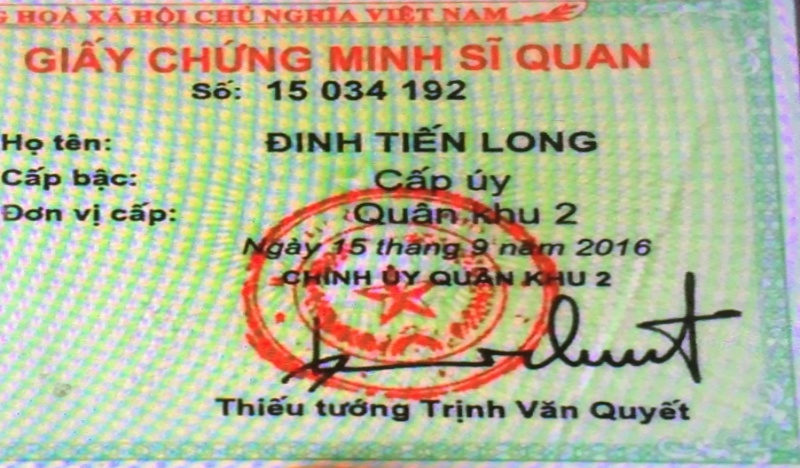 G HOÀ XÃ HỘI CHỦ NGHĨA VIỆT NAM
GIẤY CHỨNG MINH SĨ QUAN
Số: 15 034 192
Họ tên: ĐINH TIẾN LONG
Cấp bậc: Cấp úy
Đơn vị cấp: Quân khu 2
Ngày 15 tháng 9 năm 2016
CHÍNH ỦY QUÂN KHU 2
Thiếu tướng Trịnh Văn Quyết